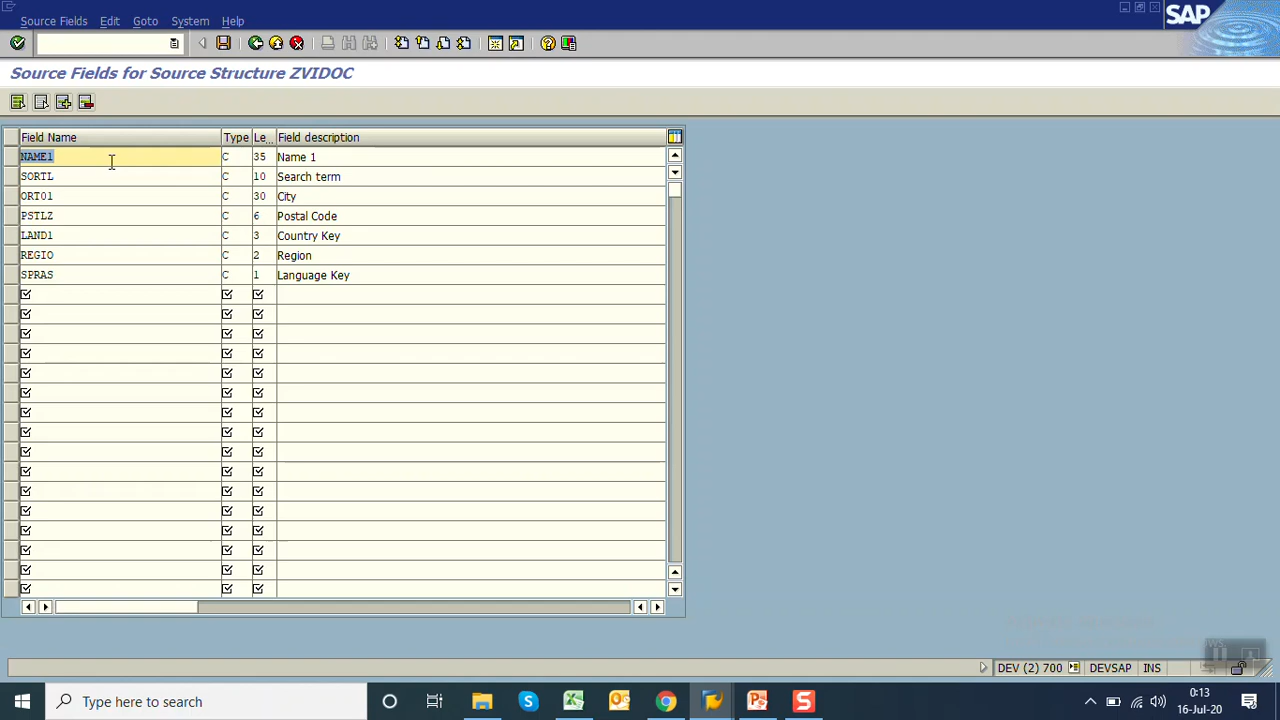 Source Fields Edit Goto System Help
SAP
Source Fields for Source Structure ZVIDOC
Field Name Type Le... Field description
NAME1 C 35 Name 1
SORTL C 10 Search term
ORT01 C 30 City
PSTLZ C 6 Postal Code
LAND1 C 3 Country Key
REGIO C 2 Region
SPRAS C 1 Language Key
DEV (2) 700 DEVSAP INS
Type here to search
0:13
16-Jul-20